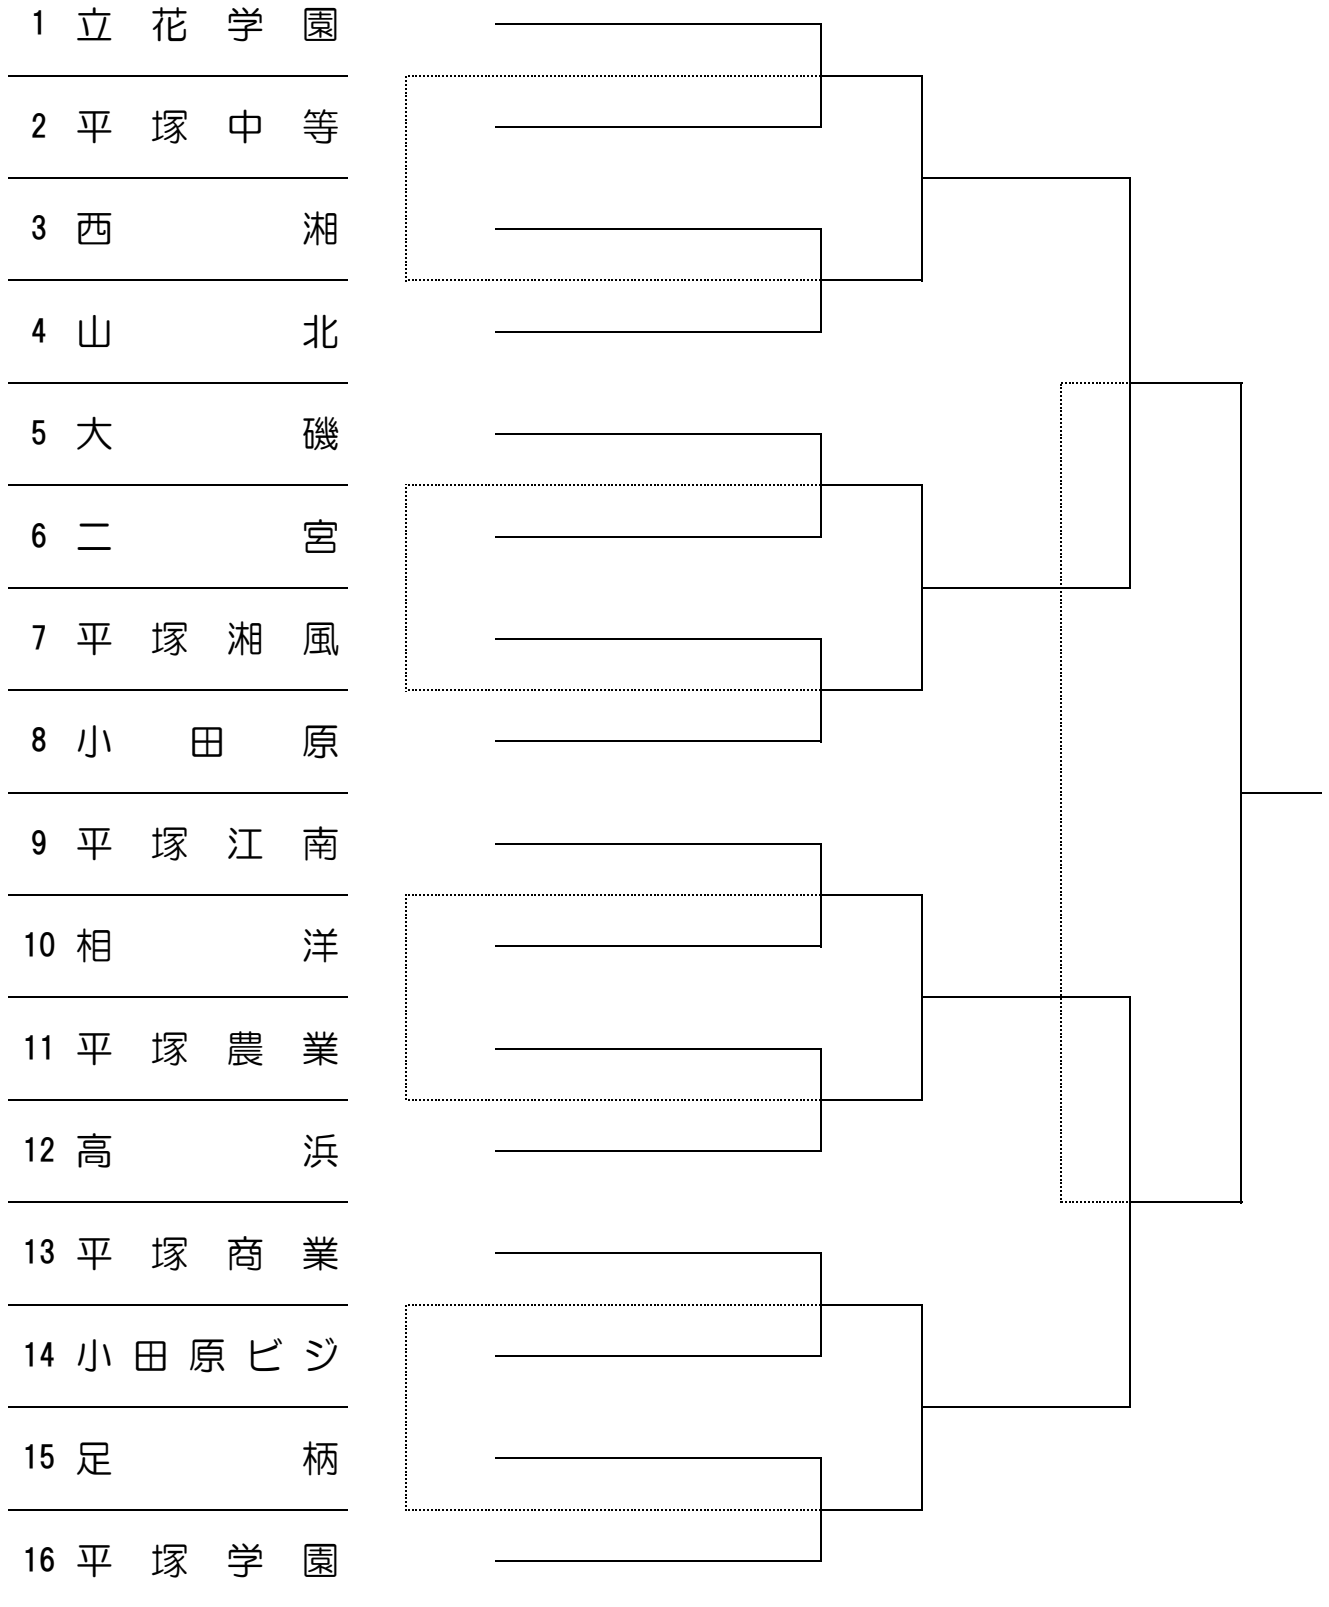 1 立花学園
2 平塚中等
3 西湘
4 山北
5 大磯
6 二宮
7 平塚湘風
8 小田原
9 平塚江南
10 相洋
11 平塚農業
12 高浜
13 平塚商業
14 小田原ビジ
15 足柄
16 平塚学園